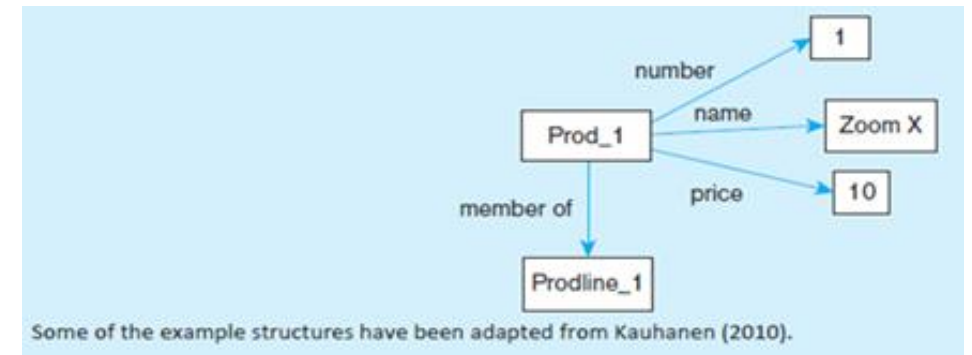 1
number
name
Zoom X
Prod_1
price
10
member of
Prodline_1
Some of the example structures have been adapted from Kauhanen (2010).